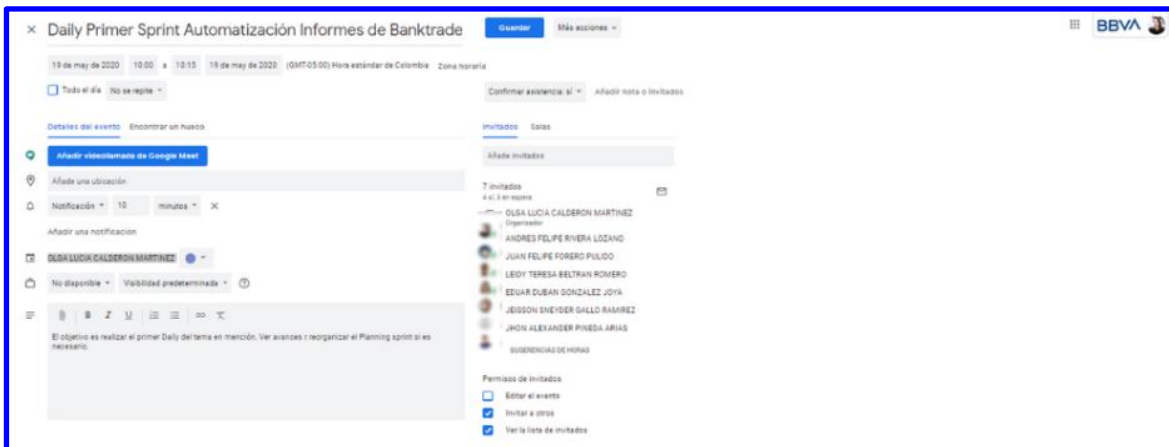 Daily Primer Sprint Automatización Informes de Banktrade
Guardar
Más acciones
BBVA
19 de may de 2020 10:00 a 10:15 19 de may de 2020 (GMT-05:00) Hora estándar de Colombia Zona horaria
Todo el día No se repite
Confirmar asistencia: sí Añadir nota o invitados
Detalles del evento Encontrar un hueco
Añadir videollamada de Google Meet
Añade una ubicación
Notificación 10 minutos
Añadir una notificacion
OLGA LUCIA CALDERON MARTINEZ
No disponible Visibilidad predeterminada
B I U
El objetivo es realizar el primer Daily del tema en mención. Ver avances r reorganizar el Planning sprint si es
necesario.
Invitados Salas
Añade invitados
7 invitados
4 sí, 3 en espera
OLGA LUCIA CALDERON MARTINEZ
Organizador
ANDRES FELIPE RIVERA LOZANO
JUAN FELIPE FORERO PULIDO
LEIDY TERESA BELTRAN ROMERO
EDUAR DUBAN GONZALEZ JOYA
JEISSON SNEYDER GALLO RAMIREZ
JHON ALEXANDER PINEDA ARIAS
SUGERENCIAS DE HORAS
Permisos de invitados
Editar el evento
Invitar a otros
Ver la lista de invitados